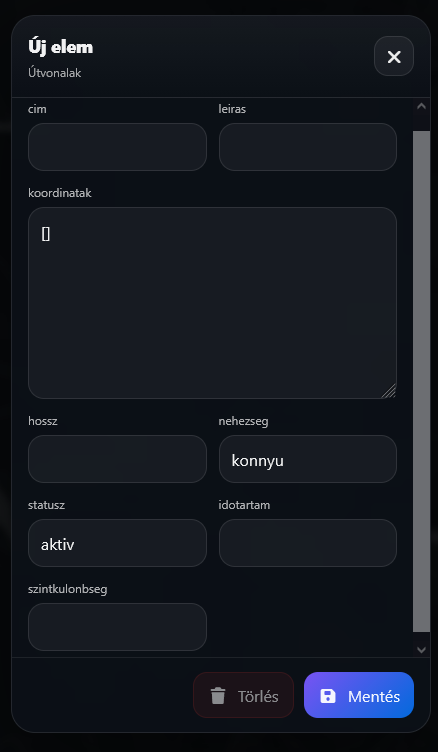 Új elem
Útvonalak
cim
leiras
koordinatak
[]
hossz
nehezseg
konnyu
statusz
idotartam
aktiv
szintkulonbseg
Törlés
Mentés